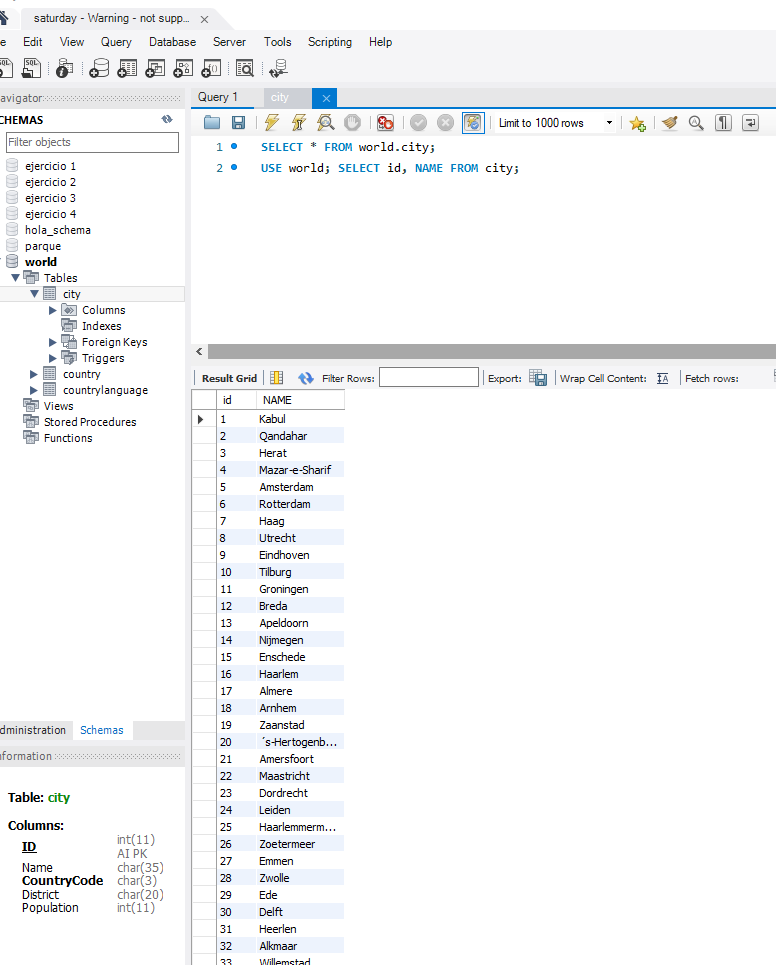 saturday - Warning - not supp...
Edit View Query Database Server Tools Scripting Help
SQL SQL
avigator
Query 1 city
CHEMAS
Limit to 1000 rows
Filter objects
1 SELECT * FROM world.city;
2 USE world; SELECT id, NAME FROM city;
ejercicio 1
ejercicio 2
ejercicio 3
ejercicio 4
hola_schema
parque
world
Tables
city
Columns
Indexes
Foreign Keys
Triggers
country
countrylanguage
Views
Stored Procedures
Functions
Result Grid Filter Rows: Export: Wrap Cell Content: Fetch rows:
id NAME
1 Kabul
2 Qandahar
3 Herat
4 Mazar-e-Sharif
5 Amsterdam
6 Rotterdam
7 Haag
8 Utrecht
9 Eindhoven
10 Tilburg
11 Groningen
12 Breda
13 Apeldoorn
14 Nijmegen
15 Enschede
16 Haarlem
17 Almere
18 Arnhem
19 Zaanstad
20 ´s-Hertogenb...
21 Amersfoort
22 Maastricht
23 Dordrecht
24 Leiden
25 Haarlemmerm...
26 Zoetermeer
27 Emmen
28 Zwolle
29 Ede
30 Delft
31 Heerlen
32 Alkmaar
33 Willemstad
dministration Schemas
nformation
Table: city
Columns:
ID int(11)
AI PK
Name char(35)
CountryCode char(3)
District char(20)
Population int(11)